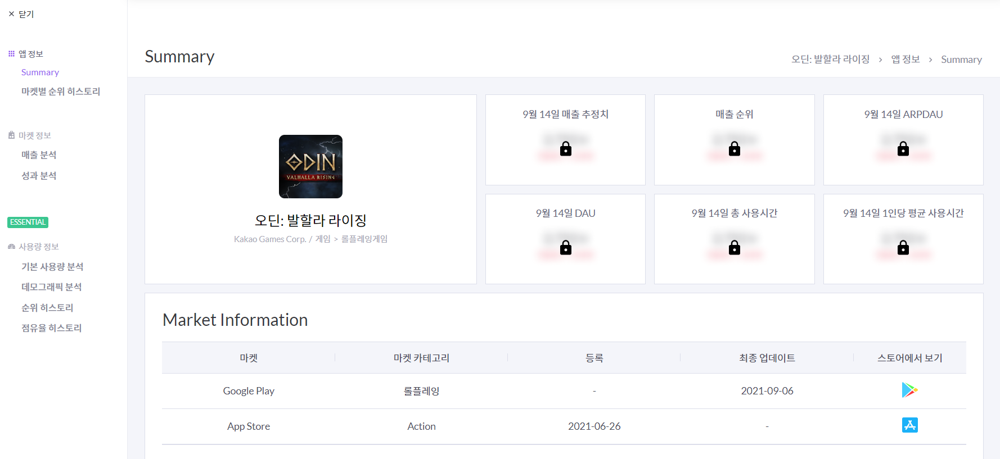 × 닫기
앱 정보
Summary
마켓별 순위 히스토리
마켓 정보
매출 분석
성과 분석
ESSENTIAL
사용량 정보
기본 사용량 분석
데모그래픽 분석
순위 히스토리
점유율 히스토리
Summary
오딘: 발할라 라이징 > 앱 정보 > Summary
ODIN
VALHALLA RISING
오딘: 발할라 라이징
Kakao Games Corp. / 게임 > 롤플레잉게임
9월 14일 매출 추정치
매출 순위
9월 14일 ARPDAU
9월 14일 DAU
9월 14일 총 사용시간
9월 14일 1인당 평균 사용시간
Market Information
마켓 마켓 카테고리 등록 최종 업데이트 스토어에서 보기
Google Play 롤플레잉 - 2021-09-06
App Store Action 2021-06-26 -